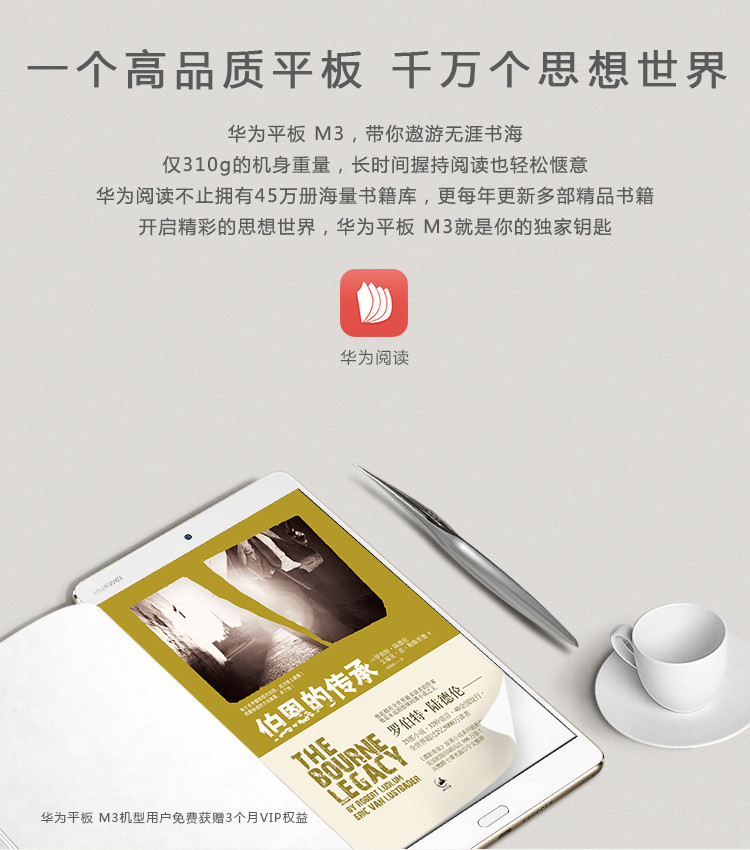 一个高品质平板 千万个思想世界
华为平板 M3，带你遨游无涯书海
仅310g的机身重量，长时间握持阅读也轻松惬意
华为阅读不止拥有45万册海量书籍库，更每年更新多部精品书籍
开启精彩的思想世界，华为平板 M3就是你的独家钥匙
华为阅读
HUAWEI
伯恩的传承
罗伯特·陆德伦
THE
BOURNE
LEGACY
BY ROBERT LUDLUM
ERIC VAN LUSTBADER
华为平板 M3机型用户免费获赠3个月VIP权益